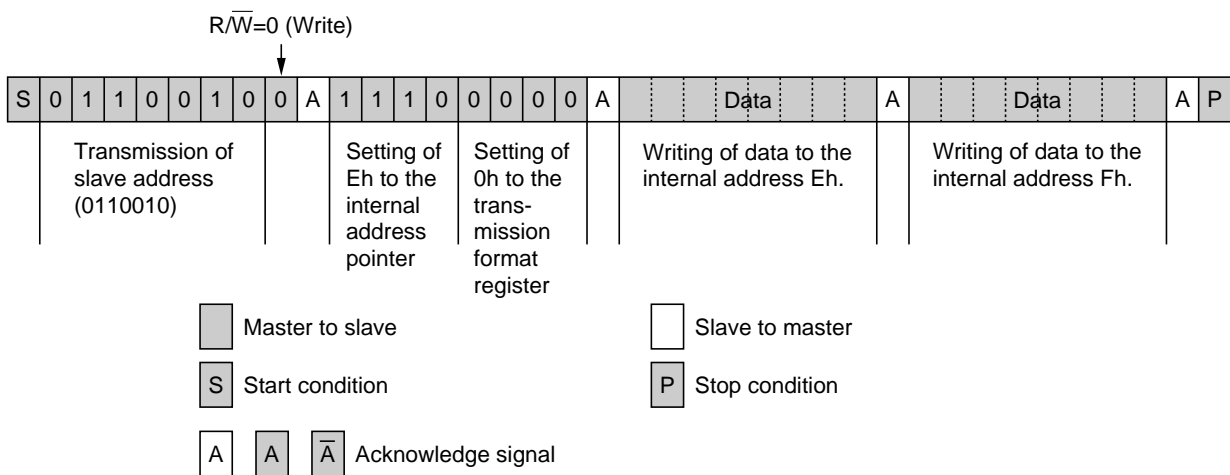 R/W̅=0 (Write)
S 0 1 1 0 0 1 0 0 A 1 1 1 0 0 0 0 0 A Data A Data A P
Transmission of
slave address
(0110010)
Setting of
Eh to the
internal
address
pointer
Setting of
0h to the
trans-
mission
format
register
Writing of data to the
internal address Eh.
Writing of data to the
internal address Fh.
Master to slave
Slave to master
S Start condition
P Stop condition
A A A̅ Acknowledge signal